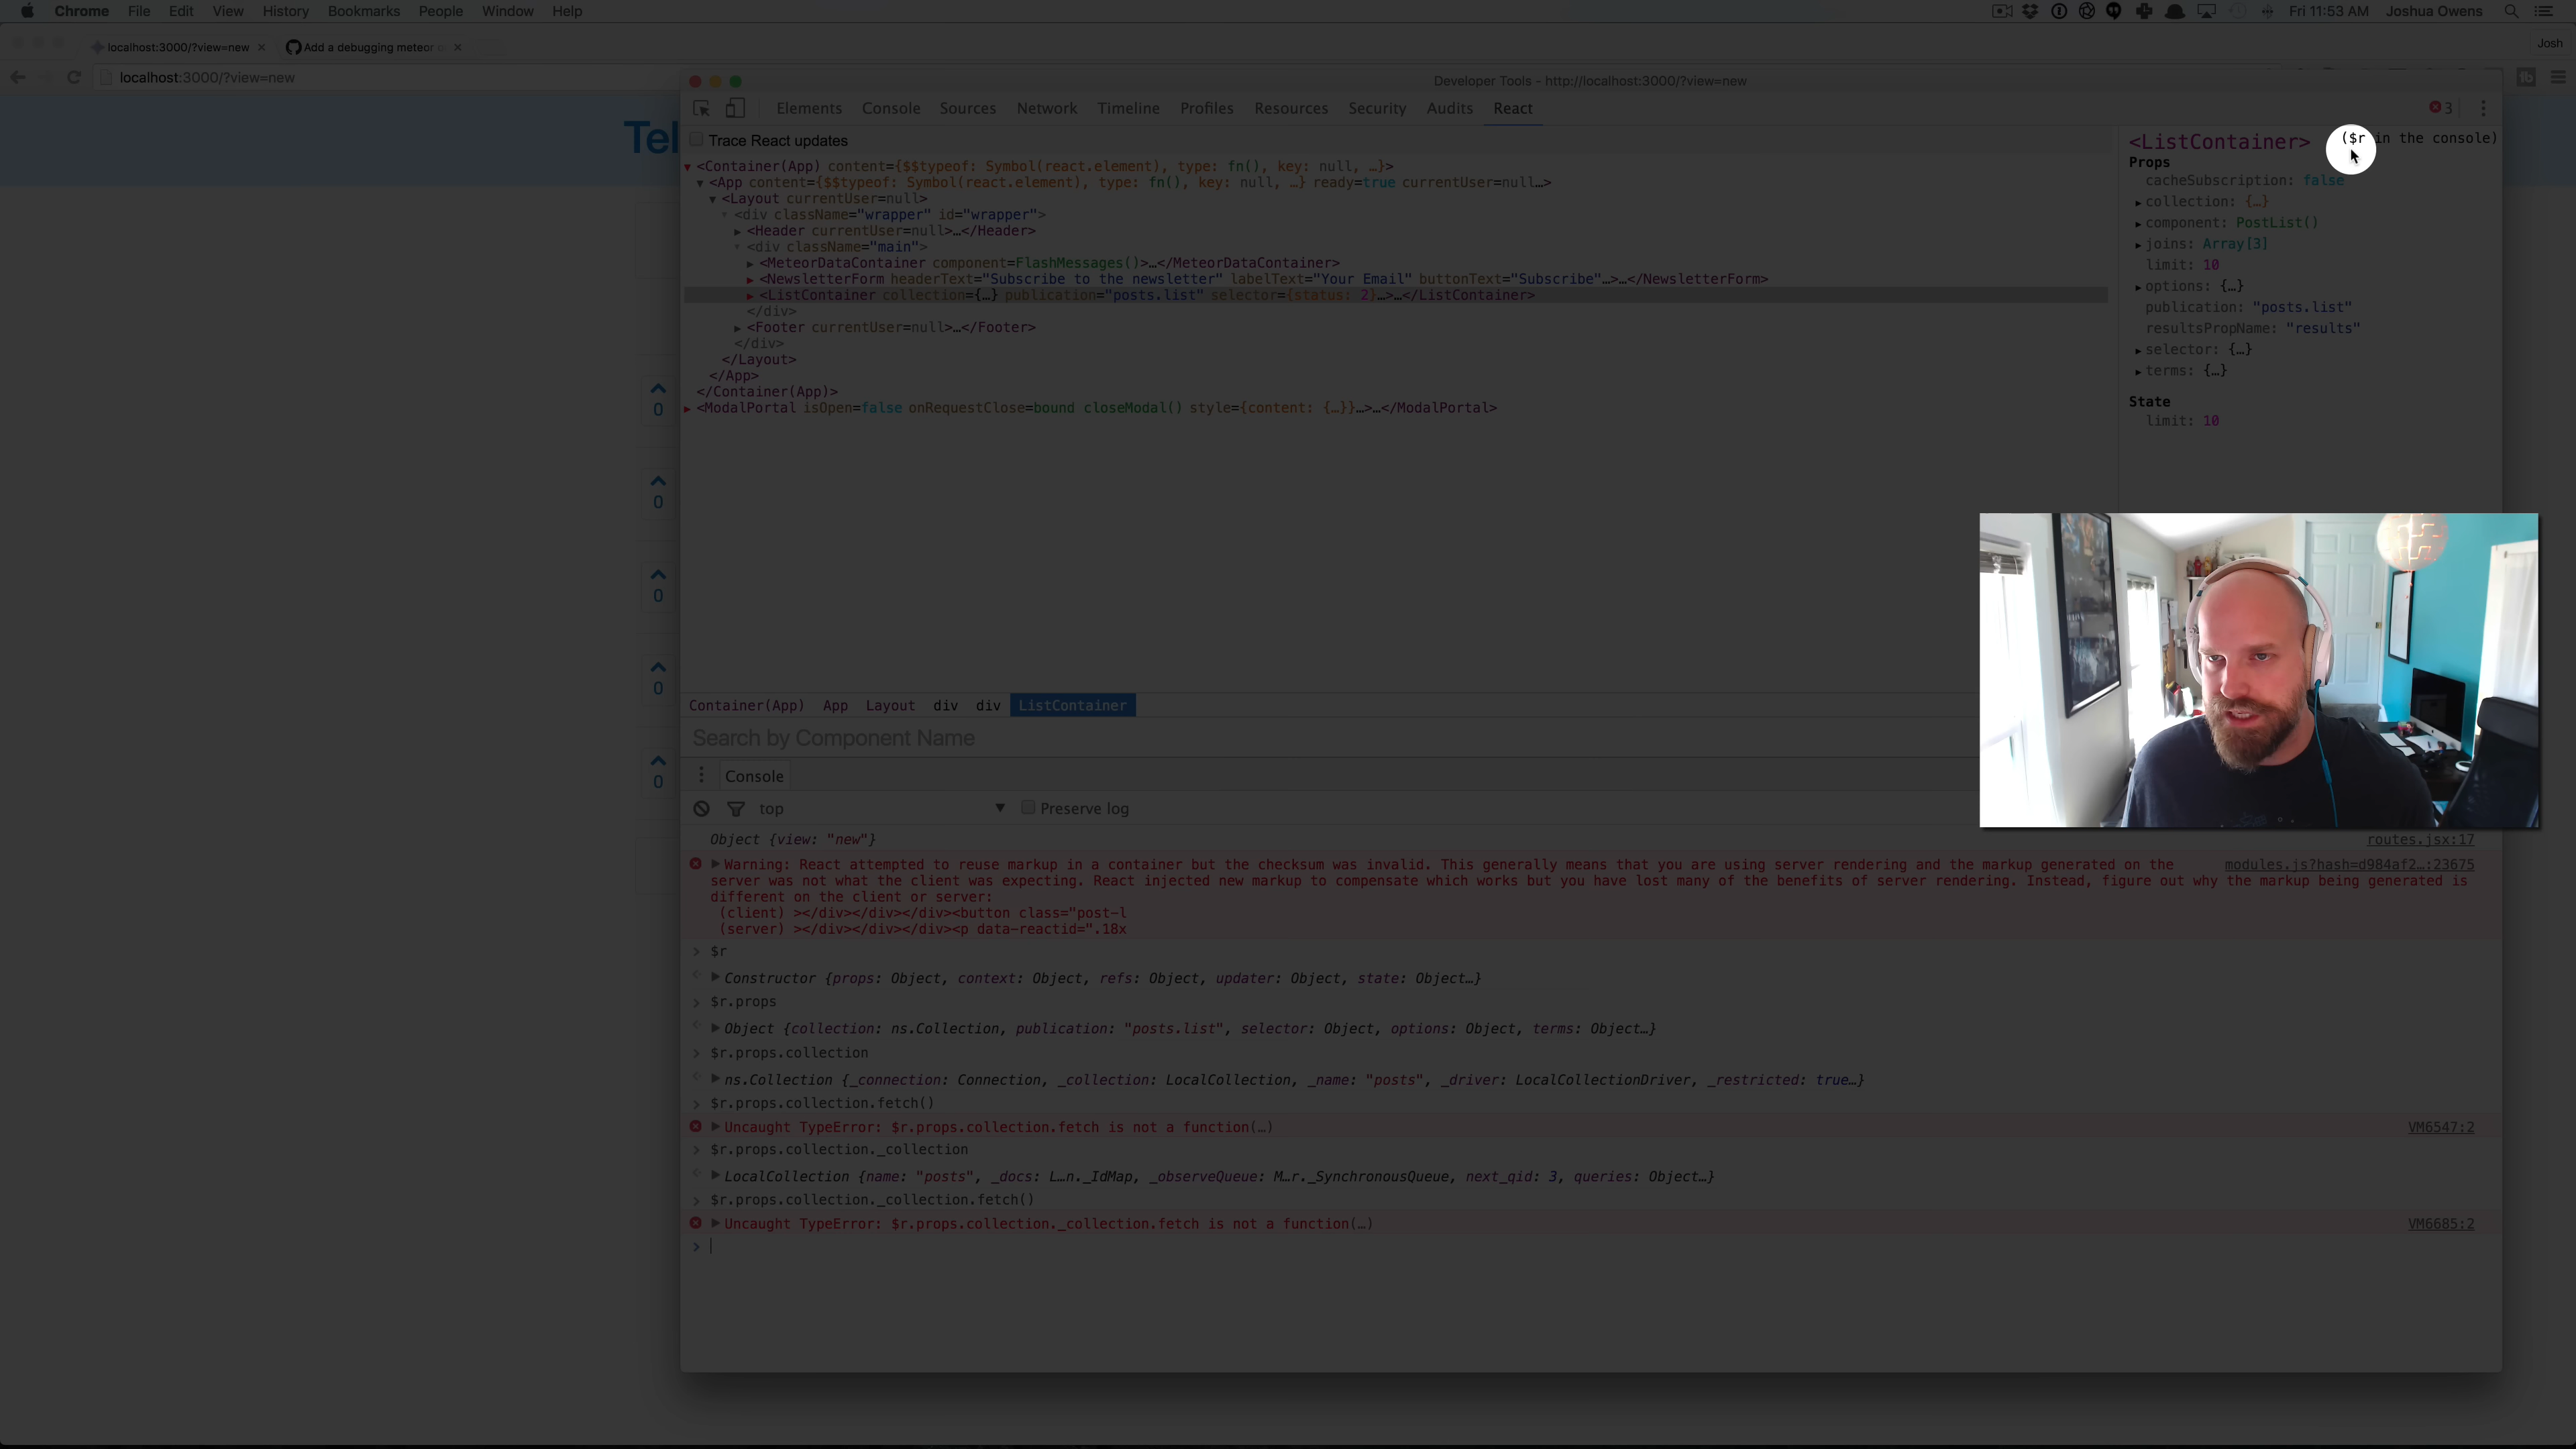 Chrome File Edit View History Bookmarks People Window Help
Fri 11:53 AM Joshua Owens
localhost:3000/?view=new
Add a debugging meteor
Josh
localhost:3000/?view=new
Tel
0
0
0
0
0
Developer Tools - http://localhost:3000/?view=new
Elements Console Sources Network Timeline Profiles Resources Security Audits React
3
Trace React updates
<Container(App) content={$$typeof: Symbol(react.element), type: fn(), key: null, …}>
<App content={$$typeof: Symbol(react.element), type: fn(), key: null, …} ready=true currentUser=null…>
<Layout currentUser=null>
<div className="wrapper" id="wrapper">
<Header currentUser=null>…</Header>
<div className="main">
<MeteorDataContainer component=FlashMessages()>…</MeteorDataContainer>
<NewsletterForm headerText="Subscribe to the newsletter" labelText="Your Email" buttonText="Subscribe"…>…</NewsletterForm>
<ListContainer collection={…} publication="posts.list" selector={status: 2}…>…</ListContainer>
</div>
<Footer currentUser=null>…</Footer>
</div>
</Layout>
</App>
</Container(App)>
<ModalPortal isOpen=false onRequestClose=bound closeModal() style={content: {…}}…>…</ModalPortal>
<ListContainer> ($r in the console)
Props
cacheSubscription: false
collection: {…}
component: PostList()
joins: Array[3]
limit: 10
options: {…}
publication: "posts.list"
resultsPropName: "results"
selector: {…}
terms: {…}
State
limit: 10
Container(App) App Layout div div ListContainer
Search by Component Name
Console
top Preserve log
Object {view: "new"} routes.jsx:17
Warning: React attempted to reuse markup in a container but the checksum was invalid. This generally means that you are using server rendering and the markup generated on the modules.js?hash=d984af2…:23675
server was not what the client was expecting. React injected new markup to compensate which works but you have lost many of the benefits of server rendering. Instead, figure out why the markup being generated is
different on the client or server:
(client) ></div></div></div><button class="post-l
(server) ></div></div></div><p data-reactid=".18x
$r
Constructor {props: Object, context: Object, refs: Object, updater: Object, state: Object…}
$r.props
Object {collection: ns.Collection, publication: "posts.list", selector: Object, options: Object, terms: Object…}
$r.props.collection
ns.Collection {_connection: Connection, _collection: LocalCollection, _name: "posts", _driver: LocalCollectionDriver, _restricted: true…}
$r.props.collection.fetch()
Uncaught TypeError: $r.props.collection.fetch is not a function(…) VM6547:2
$r.props.collection._collection
LocalCollection {name: "posts", _docs: L…n._IdMap, _observeQueue: M…r._SynchronousQueue, next_qid: 3, queries: Object…}
$r.props.collection._collection.fetch()
Uncaught TypeError: $r.props.collection._collection.fetch is not a function(…) VM6685:2